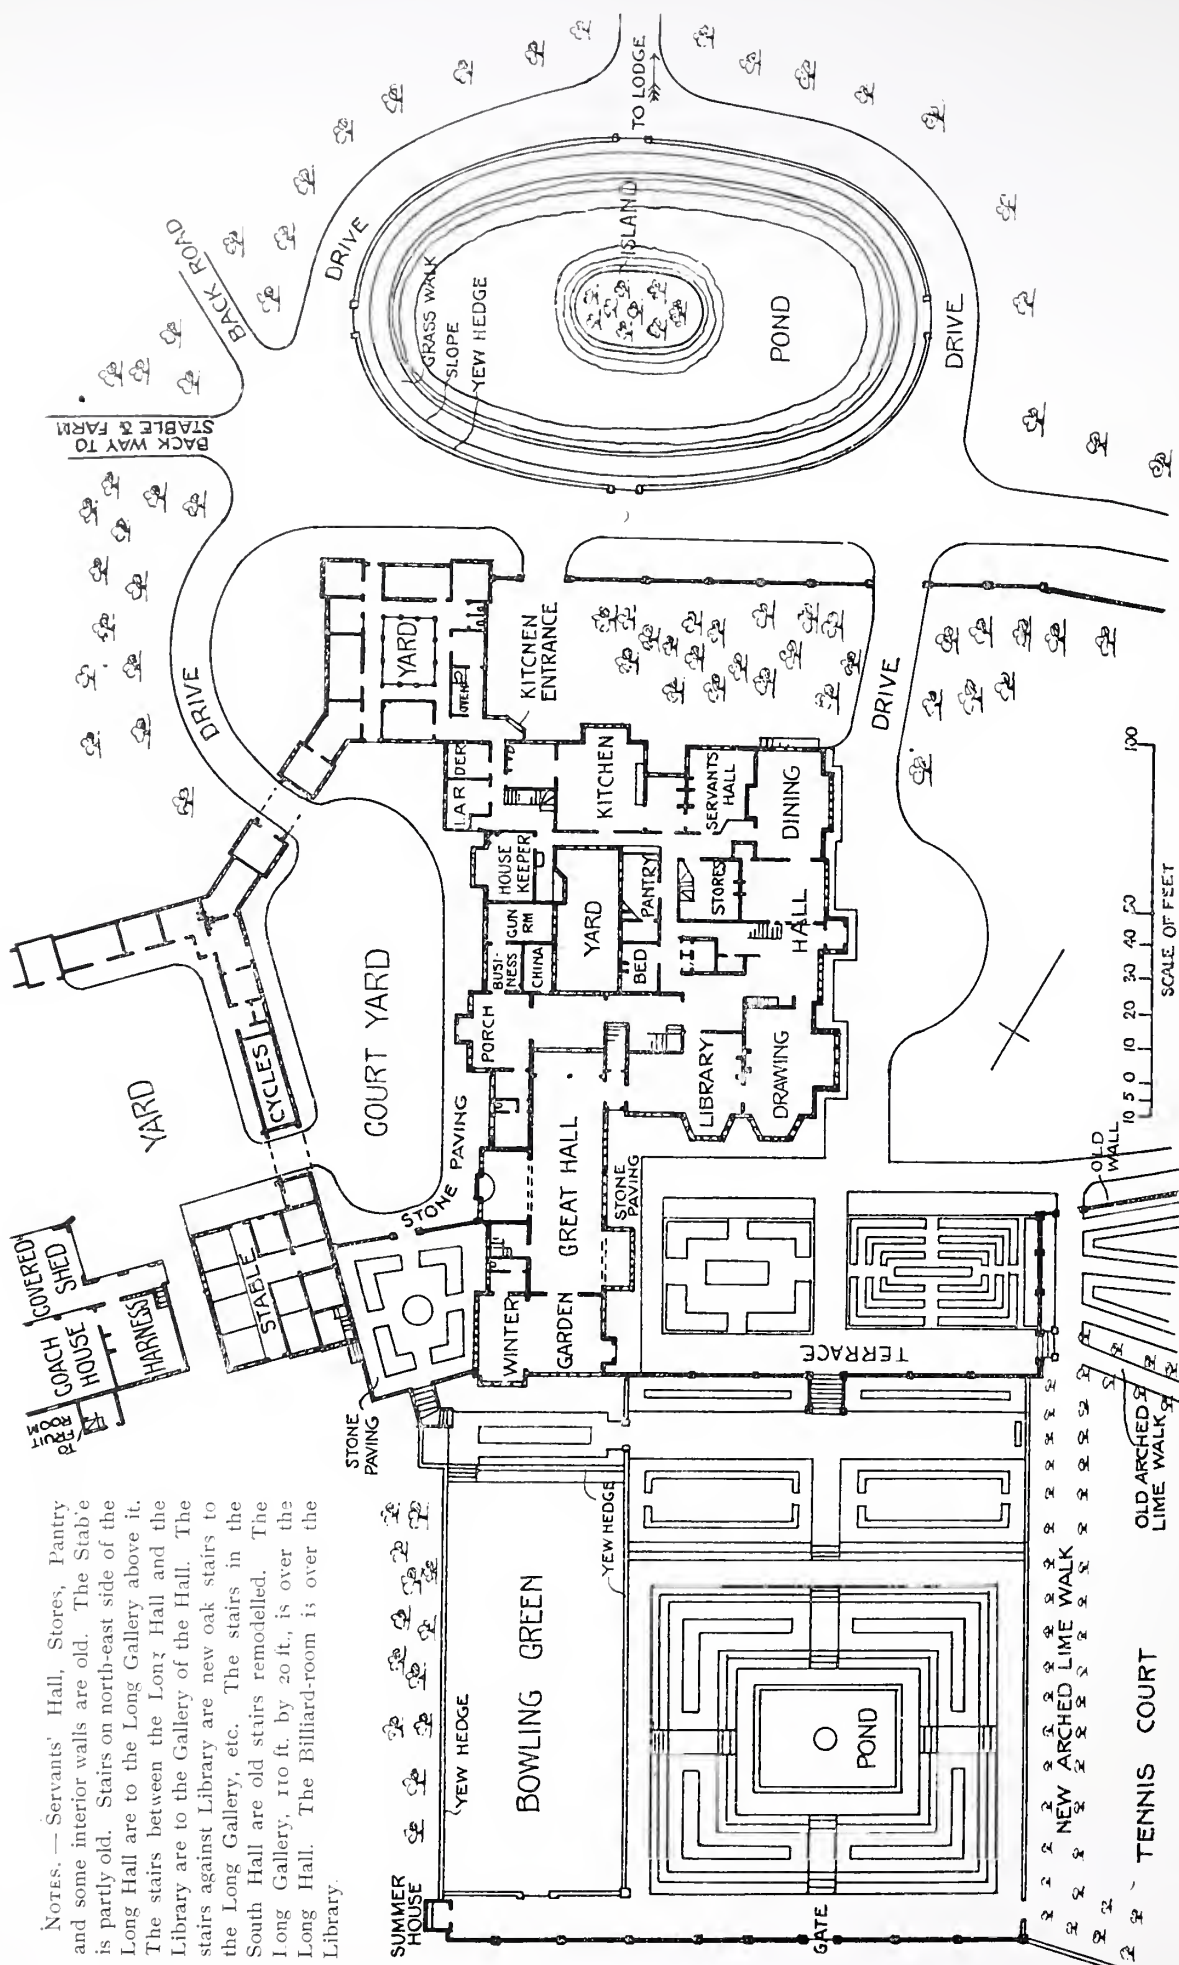 NOTES. — Servants' Hall, Stores, Pantry
and some interior walls are old. The Stab'e
is partly old. Stairs on north-east side of the
Long Hall are to the Long Gallery above it.
The stairs between the Long Hall and the
Library are to the Gallery of the Hall. The
stairs against Library are new oak stairs to
the Long Gallery, etc. The stairs in the
South Hall are old stairs remodelled. The
Long Gallery, 110 ft. by 20 ft., is over the
Long Hall. The Billiard-room is over the
Library.
TO FRUIT
ROOM
COACH
HOUSE
COVERED
SHED
HARNESS
STABLE
YARD
CYCLES
COURT YARD
STONE PAVING
STONE
PAVING
DRIVE
BACK WAY TO
STABLE & FARM
BACK ROAD
DRIVE
GRASS WALK
SLOPE
YEW HEDGE
ISLAND
POND
TO LODGE
DRIVE
YARD
KITCHEN
ENTRANCE
LARDER
KITCHEN
HOUSE
KEEPER
GUN
RM
BUSI-
NESS
CHINA
YARD
PANTRY
BED
SERVANTS
HALL
STORES
DINING
HALL
PORCH
LIBRARY
DRAWING
GREAT HALL
WINTER
GARDEN
STONE
PAVING
TERRACE
DRIVE
SUMMER
HOUSE
YEW HEDGE
BOWLING GREEN
YEW HEDGE
POND
GATE
NEW ARCHED LIME WALK
TENNIS COURT
OLD ARCHED
LIME WALK
OLD
WALL
10 5 0 10 20 30 40 50 100
SCALE OF FEET